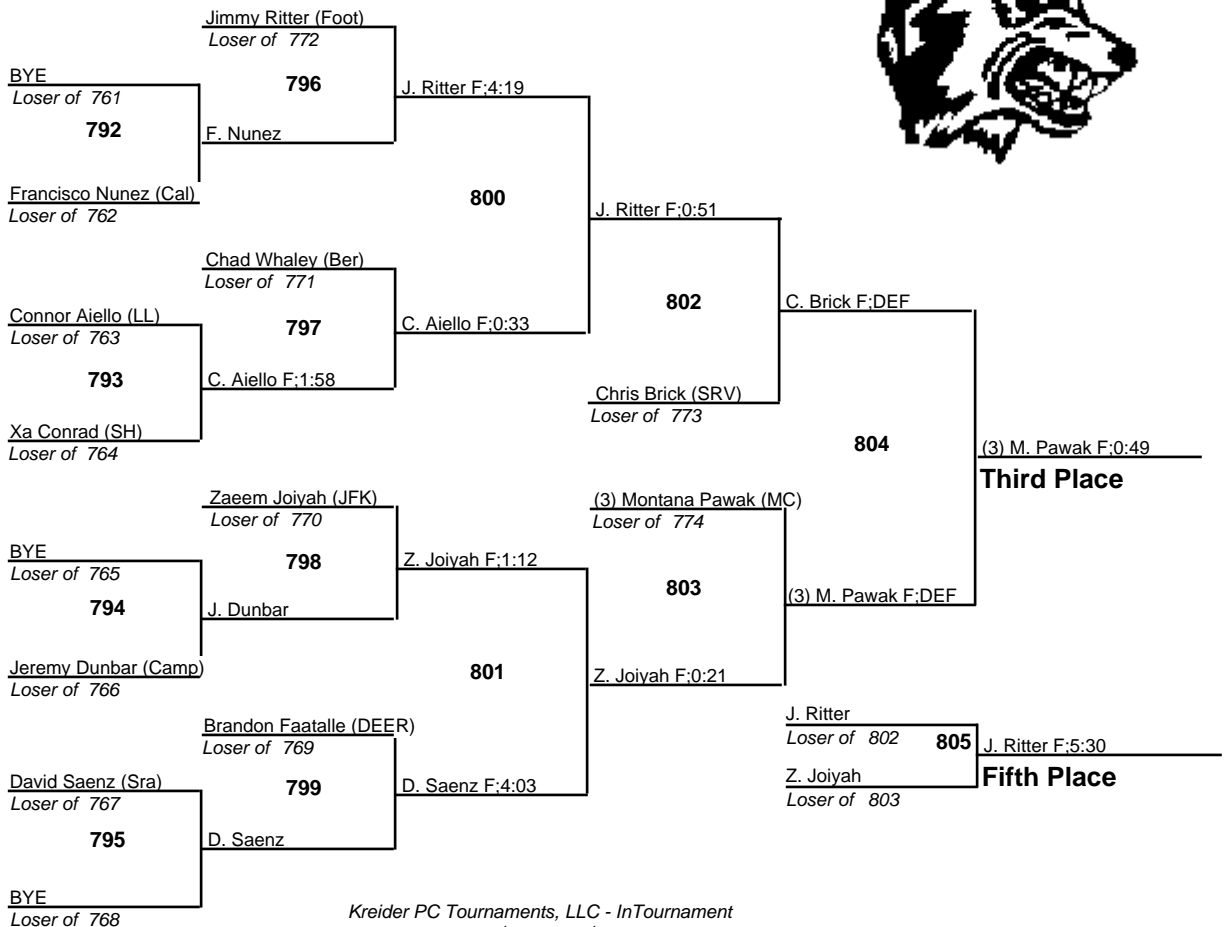 Jimmy Ritter (Foot)
Loser of 772
BYE
Loser of 761
796
J. Ritter F;4:19
792
F. Nunez
Francisco Nunez (Cal)
Loser of 762
800
J. Ritter F;0:51
Chad Whaley (Ber)
Loser of 771
802
C. Brick F;DEF
Connor Aiello (LL)
Loser of 763
797
C. Aiello F;0:33
793
C. Aiello F;1:58
Chris Brick (SRV)
Loser of 773
Xa Conrad (SH)
Loser of 764
804
(3) M. Pawak F;0:49
Third Place
Zaeem Joiyah (JFK)
Loser of 770
(3) Montana Pawak (MC)
Loser of 774
BYE
Loser of 765
798
Z. Joiyah F;1:12
803
794
J. Dunbar
(3) M. Pawak F;DEF
Jeremy Dunbar (Camp)
Loser of 766
801
Z. Joiyah F;0:21
Brandon Faatalle (DEER)
Loser of 769
J. Ritter
Loser of 802
805
J. Ritter F;5:30
Fifth Place
Z. Joiyah
Loser of 803
David Saenz (Sra)
Loser of 767
799
D. Saenz F;4:03
795
D. Saenz
BYE
Loser of 768
Kreider PC Tournaments, LLC - InTournament